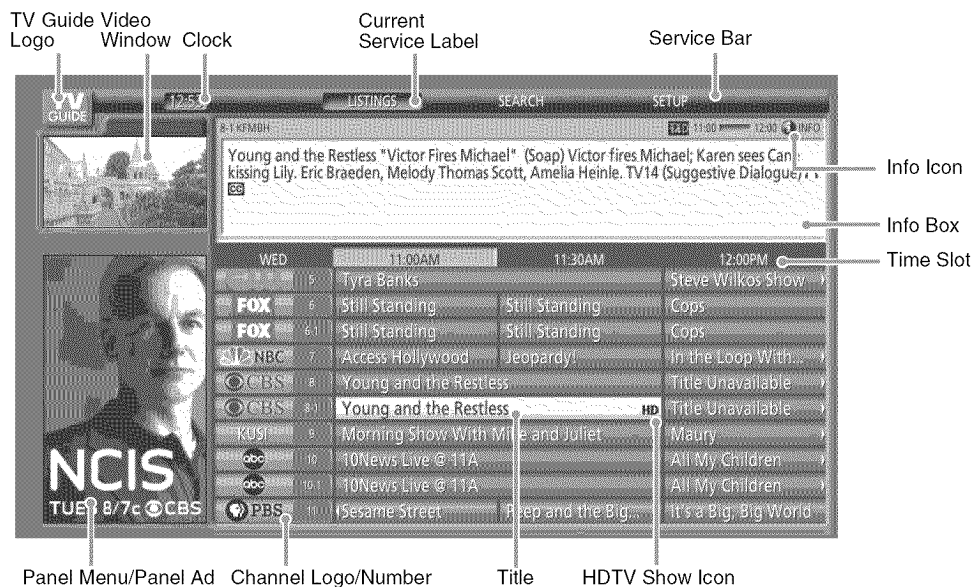 TV Guide Logo
Video Window
Clock
Current Service Label
Service Bar
TV GUIDE
12:53
LISTINGS
SEARCH
SETUP
8-1 KFMBH
11:00
12:00
INFO
Young and the Restless "Victor Fires Michael" (Soap) Victor fires Michael; Karen sees Cane
kissing Lily. Eric Braeden, Melody Thomas Scott, Amelia Heinle. TV14 (Suggestive Dialogue)
CC
Info Icon
Info Box
Time Slot
WED 11:00AM 11:30AM 12:00PM
5 Tyra Banks Steve Wilkos Show
FOX 6 Still Standing Still Standing Cops
FOX 6-1 Still Standing Still Standing Cops
NBC 7 Access Hollywood Jeopardy! In the Loop With...
CBS 8 Young and the Restless Title Unavailable
CBS 8-1 Young and the Restless HD Title Unavailable
KUSI 9 Morning Show With Mike and Juliet Maury
abc 10 10News Live @ 11A All My Children
abc 10-1 10News Live @ 11A All My Children
PBS 11 Sesame Street Peep and the Big... It's a Big, Big World
NCIS
TUES 8/7c CBS
Panel Menu/Panel Ad
Channel Logo/Number
Title
HDTV Show Icon